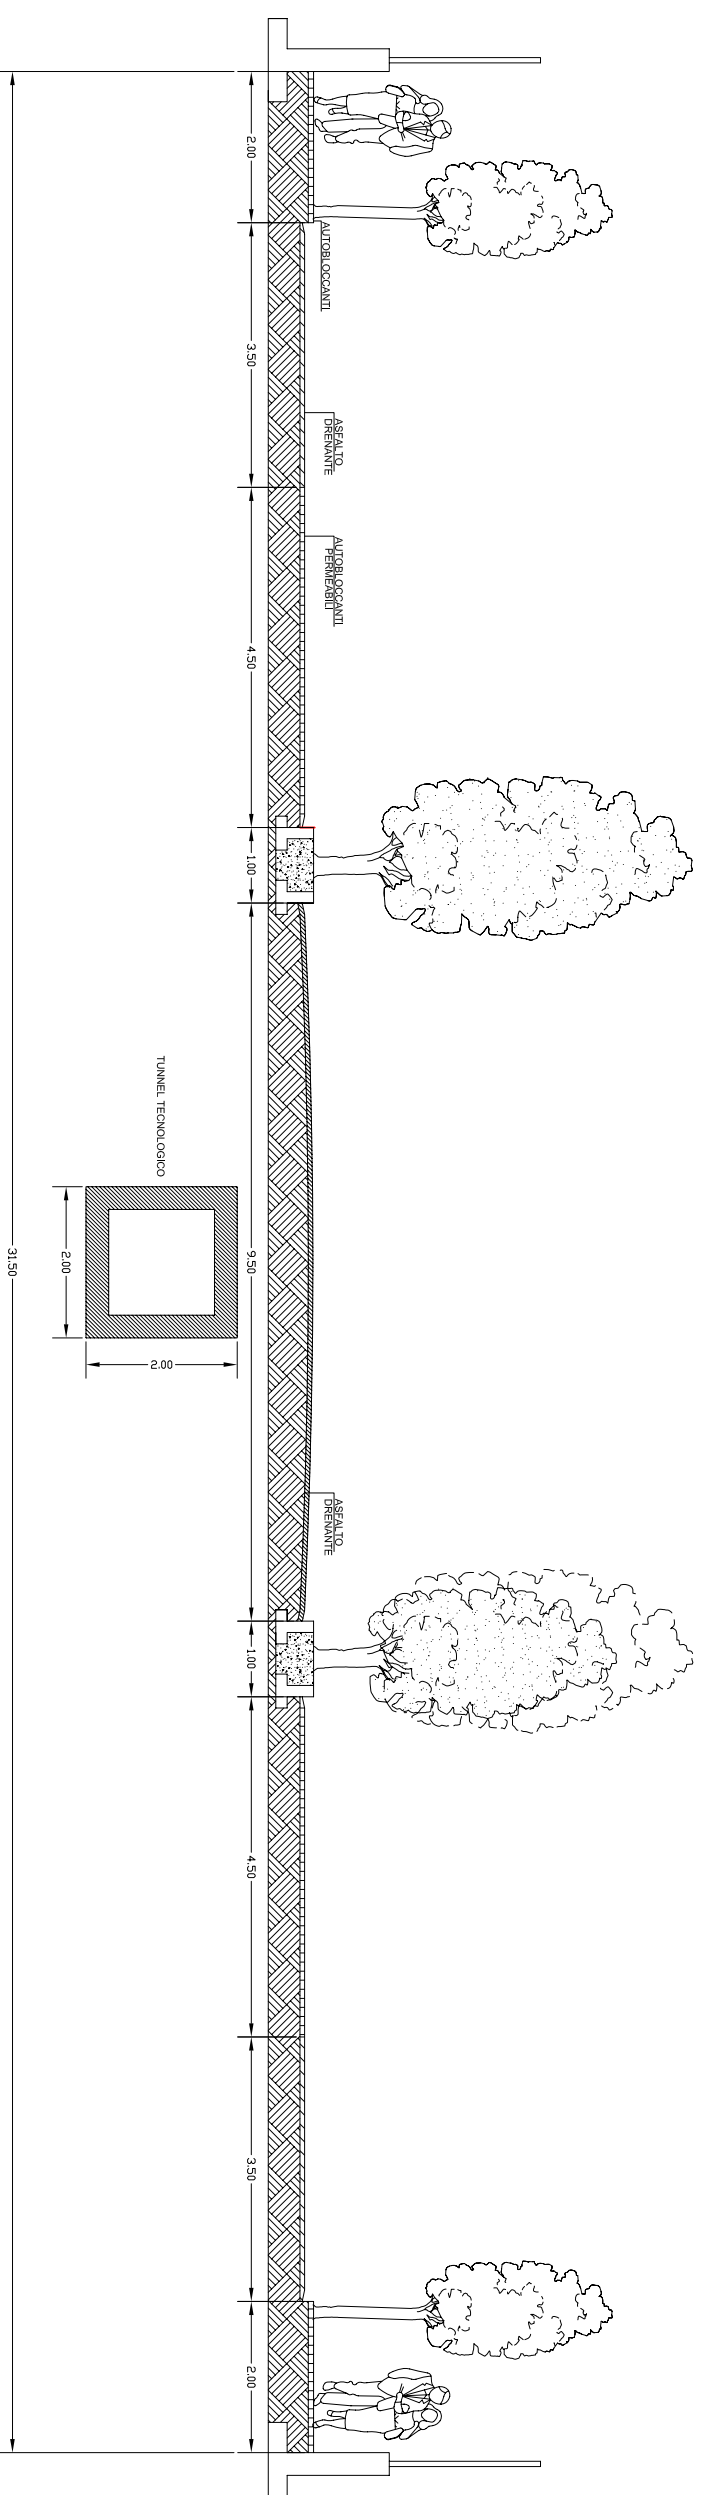 2.00
AUTOBLOCCANTI
3.50
ASFALTO
DRENANTE
AUTOBLOCCANTI
PERMEABILI
4.50
1.00
TUNNEL TECNOLOGICO
2.00
2.00
9.50
31.50
ASFALTO
DRENANTE
1.00
4.50
3.50
2.00